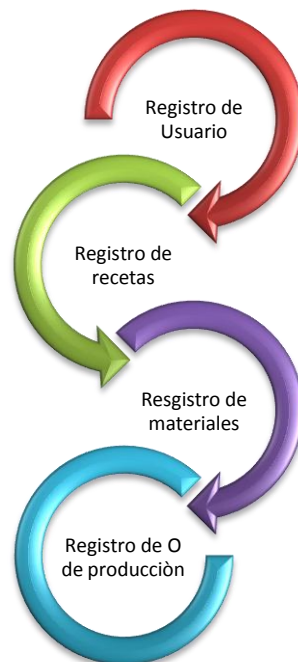 Registro de
Usuario
Registro de
recetas
Resgistro de
materiales
Registro de O
de producciòn